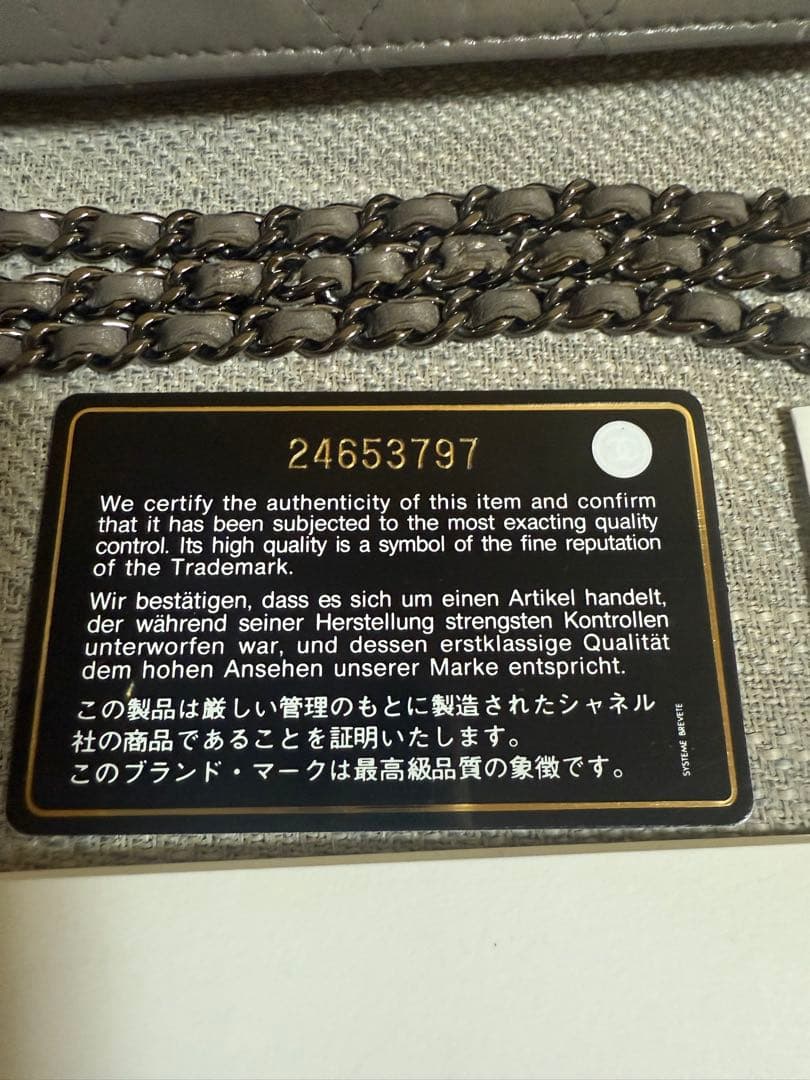 24653797
We certify the authenticity of this item and confirm
that it has been subjected to the most exacting quality
control. Its high quality is a symbol of the fine reputation
of the Trademark.
Wir bestätigen, dass es sich um einen Artikel handelt,
der während seiner Herstellung strengsten Kontrollen
unterworfen war, und dessen erstklassige Qualität
dem hohen Ansehen unserer Marke entspricht.
この製品は厳しい管理のもとに製造されたシャネル
社の商品であることを証明いたします。
このブランド・マークは最高級品質の象徴です。
SYSTEME BREVETE